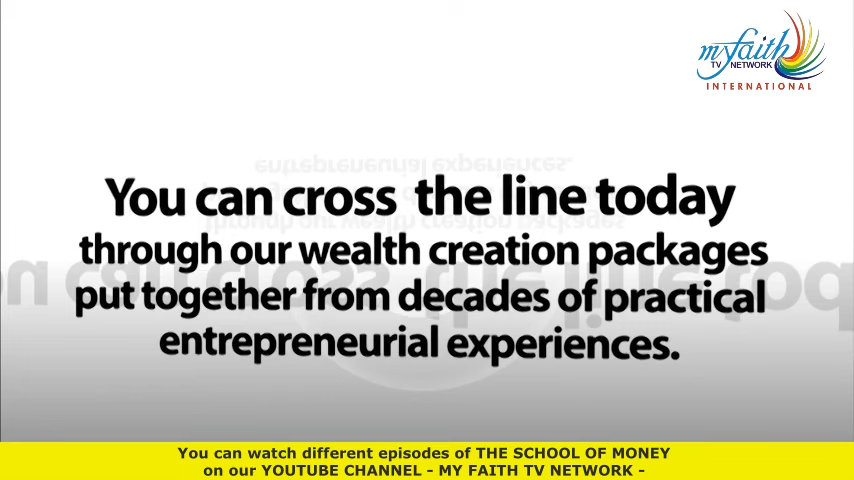 myfaith
TV NETWORK
INTERNATIONAL
You can cross the line today
through our wealth creation packages
put together from decades of practical
entrepreneurial experiences.
You can watch different episodes of THE SCHOOL OF MONEY
on our YOUTUBE CHANNEL - MY FAITH TV NETWORK -